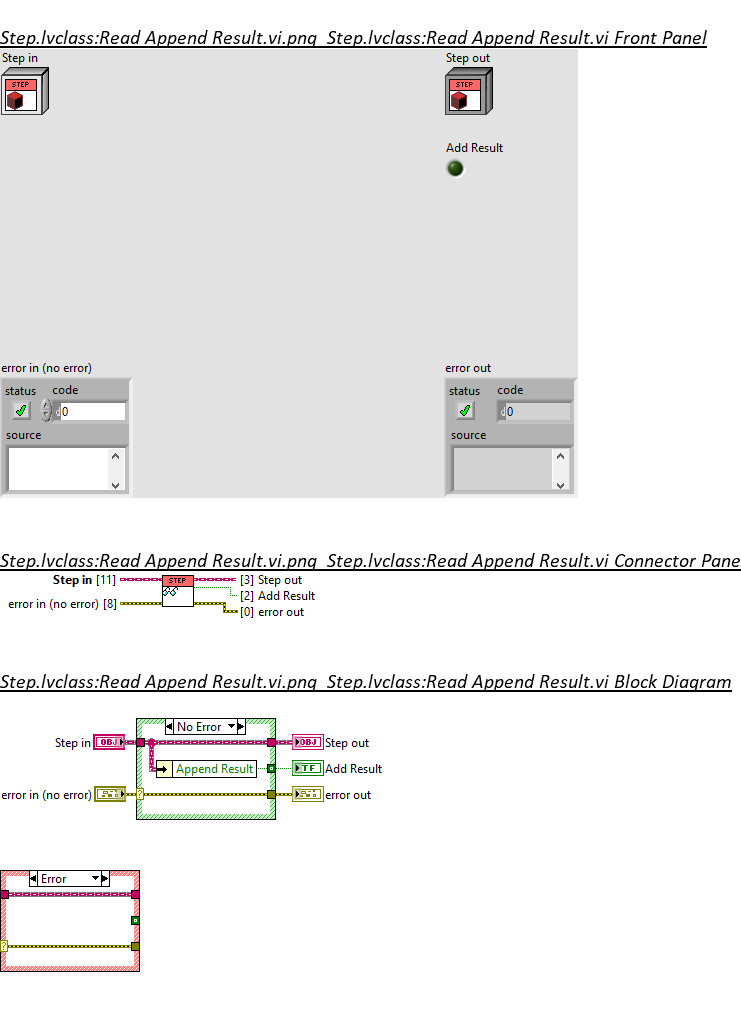 Step.lvclass:Read Append Result.vi.png  Step.lvclass:Read Append Result.vi Front Panel
Step in
Step out
STEP
STEP
Add Result
error in (no error)
error out
status
code
status
code
d
0
d
0
source
source
Step.lvclass:Read Append Result.vi.png  Step.lvclass:Read Append Result.vi Connector Pane
Step in [11]
STEP
[3] Step out
[2] Add Result
error in (no error) [8]
[0] error out
Step.lvclass:Read Append Result.vi.png  Step.lvclass:Read Append Result.vi Block Diagram
No Error
Step in
OBJ
OBJ
Step out
Append Result
TF
Add Result
error in (no error)
?
error out
Error
?